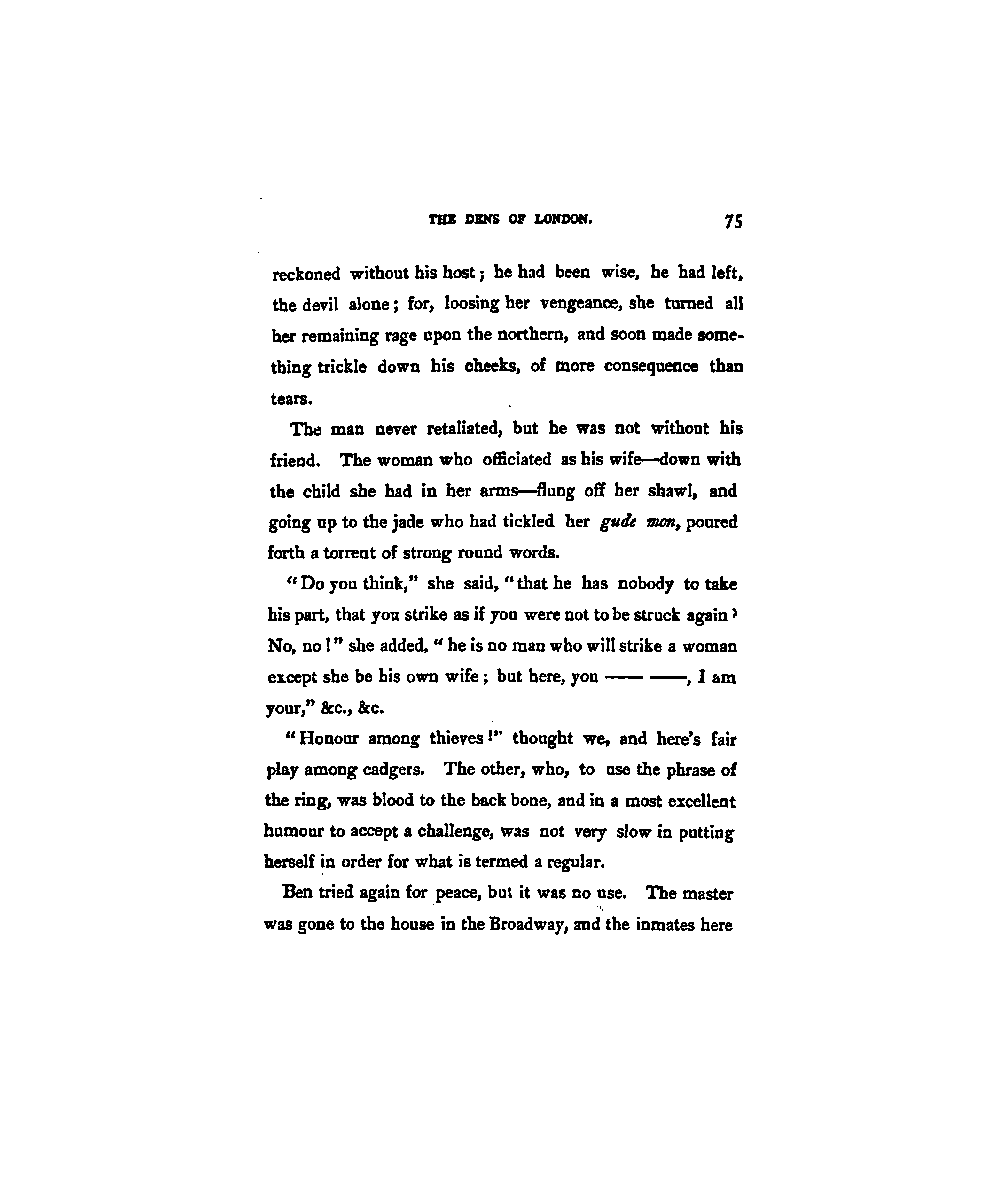 THE DENS OF LONDON. 75
reckoned without his host; he had been wise, he had left,
the devil alone; for, loosing her vengeance, she turned all
her remaining rage upon the northern, and soon made some-
thing trickle down his cheeks, of more consequence than
tears.
The man never retaliated, but he was not without his
friend. The woman who officiated as his wife—down with
the child she had in her arms—flung off her shawl, and
going up to the jade who had tickled her gude mon, poured
forth a torrent of strong round words.
"Do you think," she said, "that he has nobody to take
his part, that you strike as if you were not to be struck again?
No, no!" she added, "he is no man who will strike a woman
except she be his own wife; but here, you —— ——, I am
your," &c., &c.
"Honour among thieves!" thought we, and here's fair
play among cadgers. The other, who, to use the phrase of
the ring, was blood to the back bone, and in a most excellent
humour to accept a challenge, was not very slow in putting
herself in order for what is termed a regular.
Ben tried again for peace, but it was no use. The master
was gone to the house in the Broadway, and the inmates here